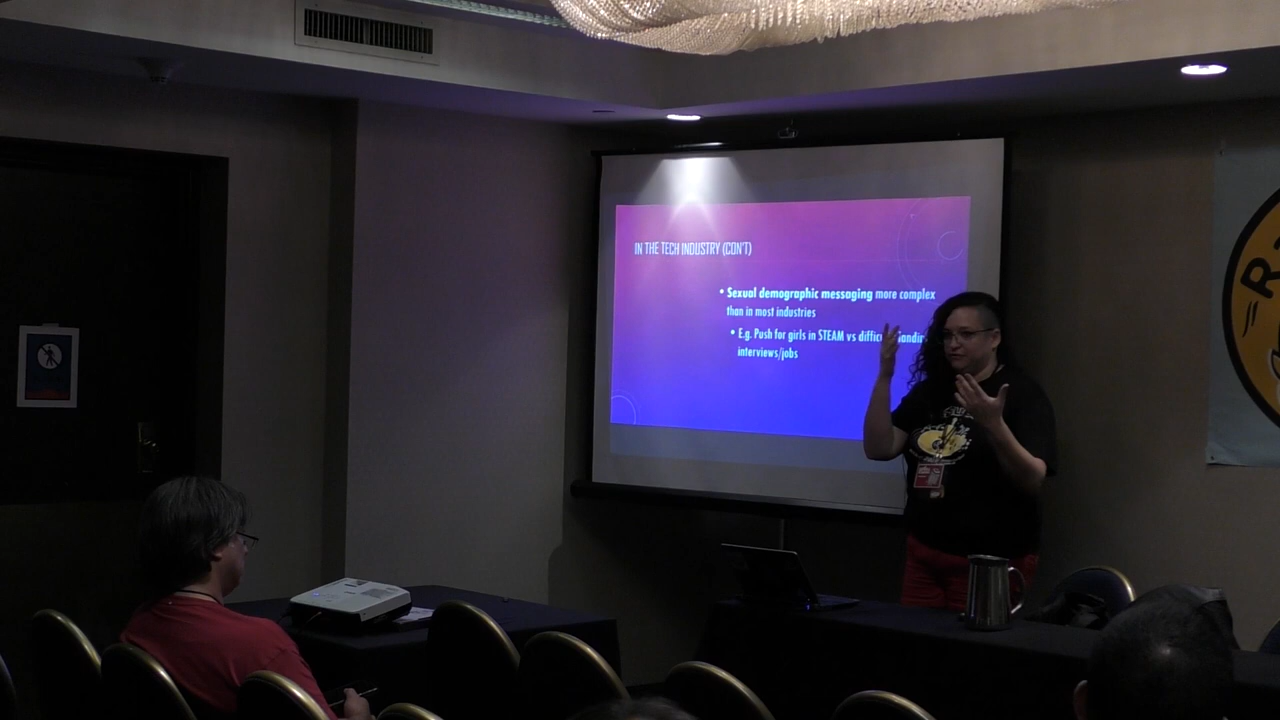 IN THE TECH INDUSTRY (CON'T)
• Sexual demographic messaging more complex
than in most industries
• E.g. Push for girls in STEAM vs
interviews/jobs